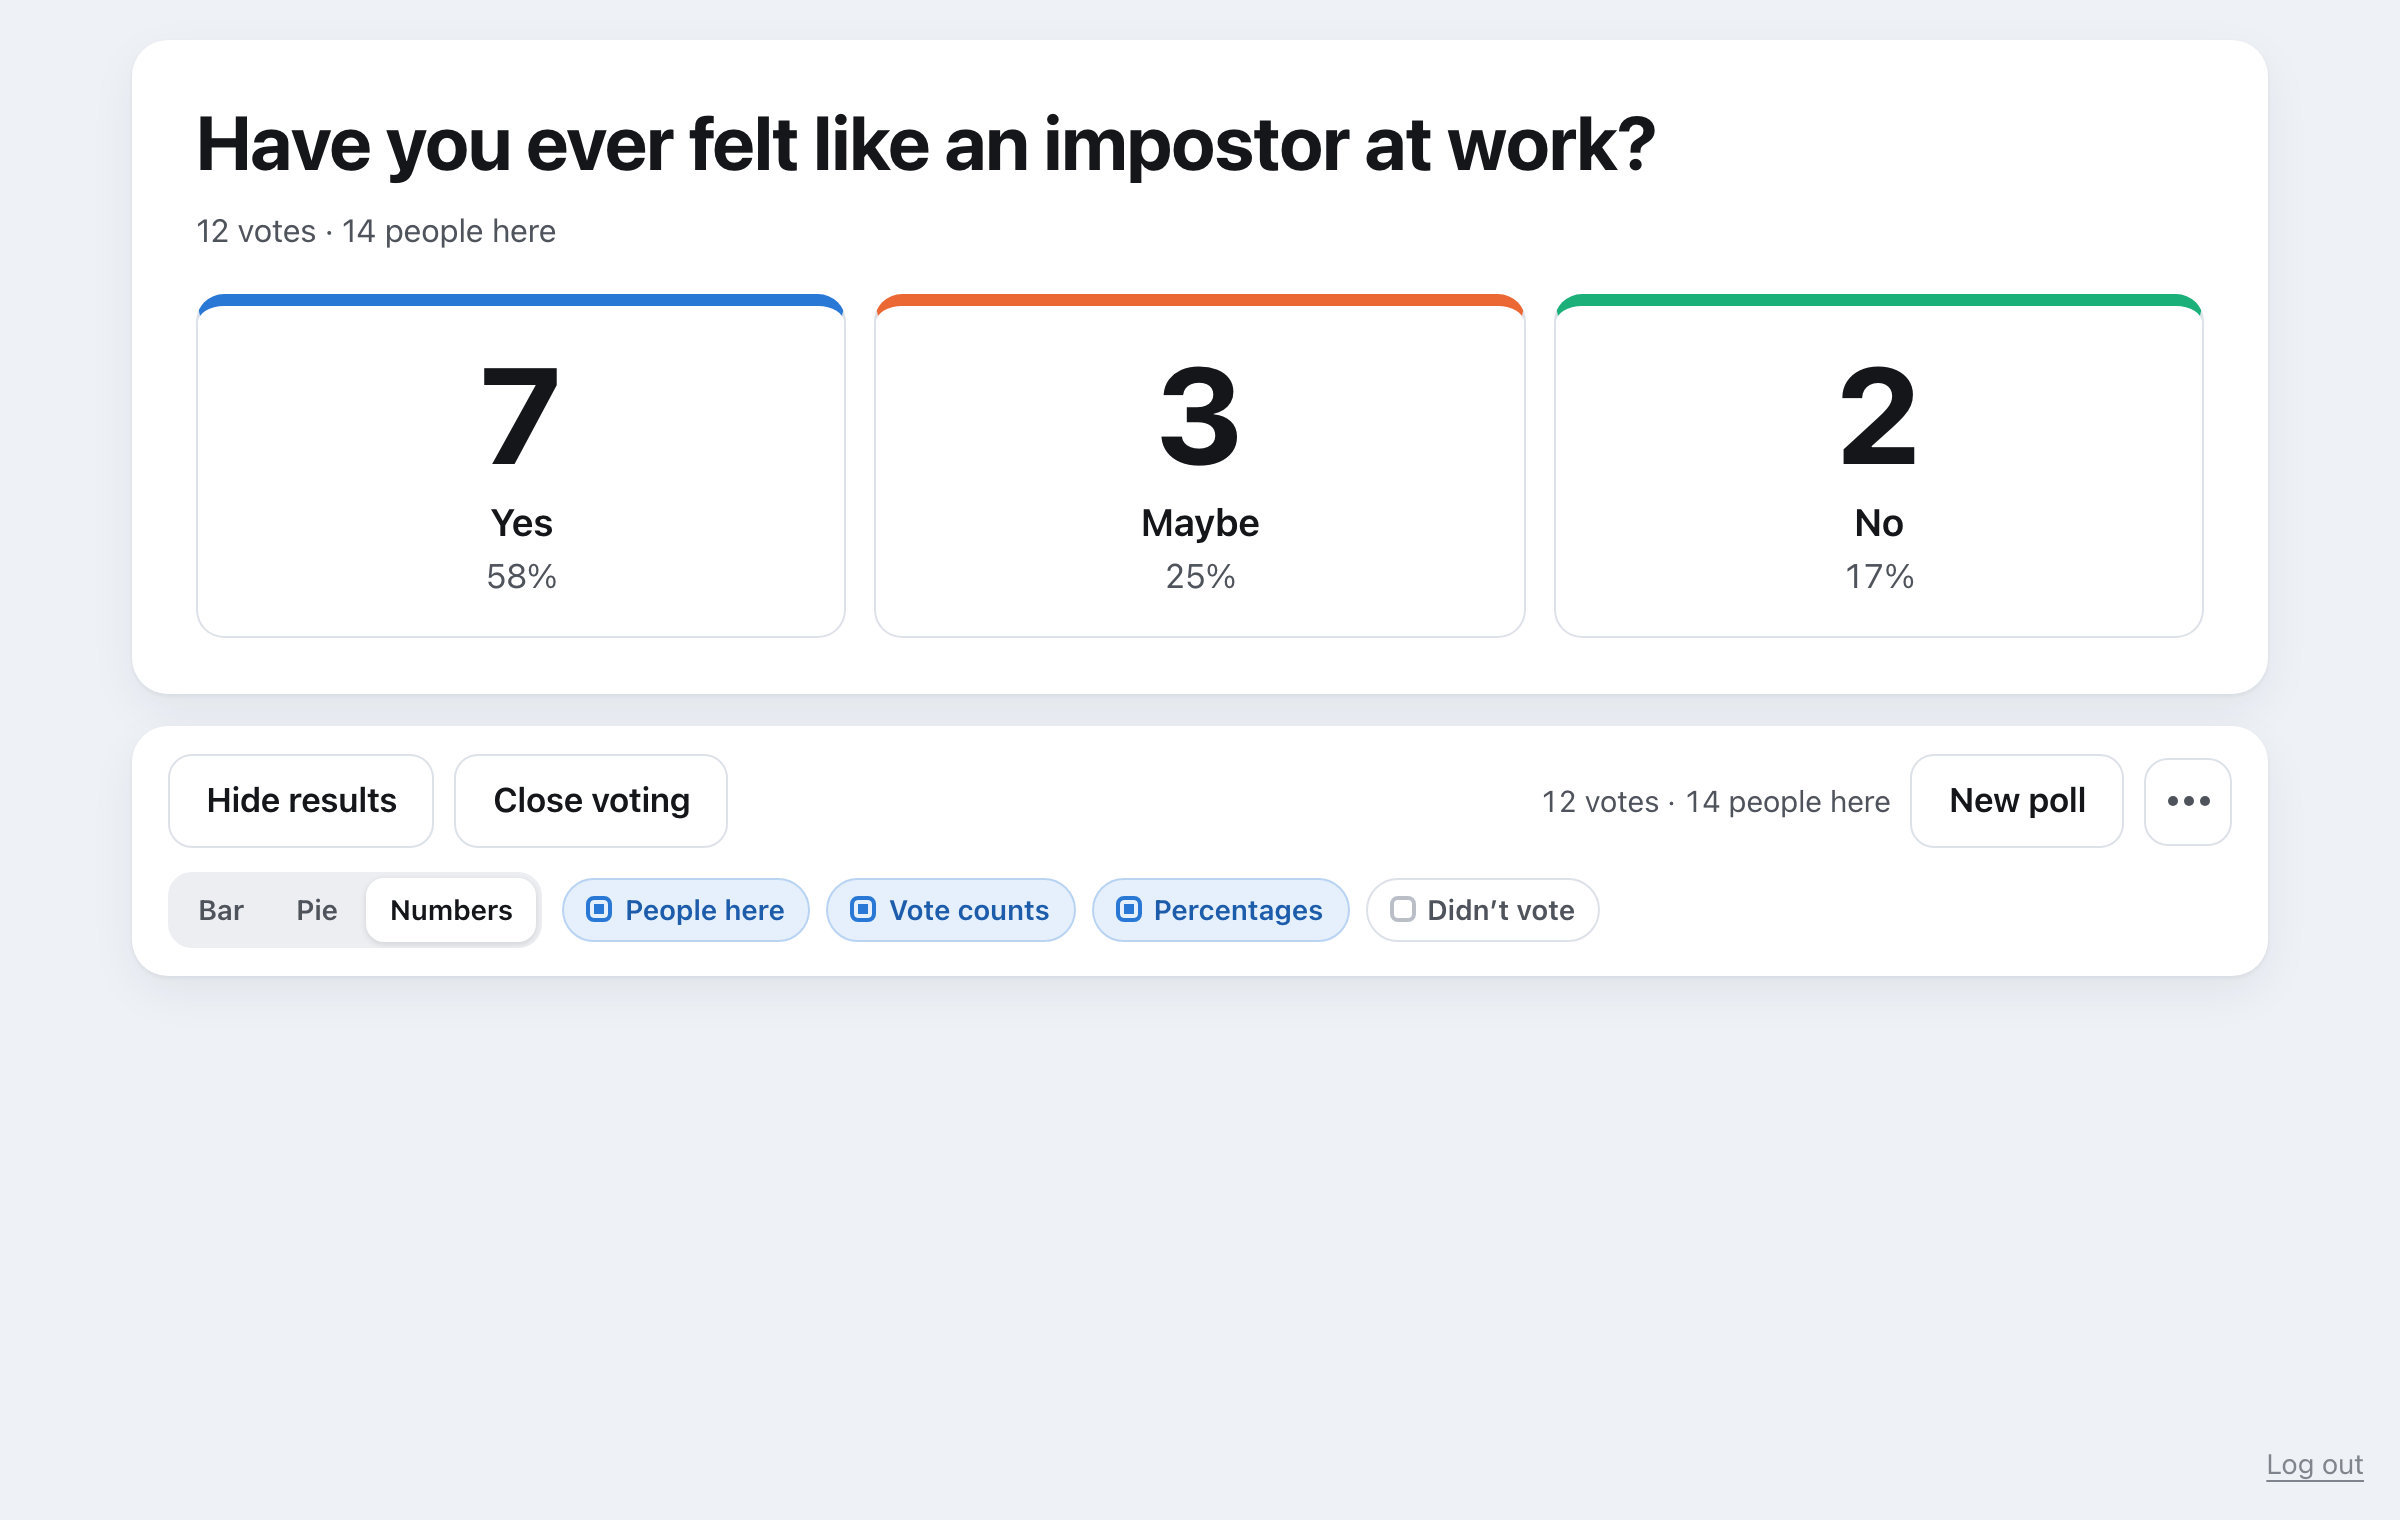 Have you ever felt like an impostor at work?
12 votes · 14 people here
7
Yes
58%
3
Maybe
25%
2
No
17%
Hide results
Close voting
12 votes · 14 people here
New poll
Bar
Pie
Numbers
People here
Vote counts
Percentages
Didn’t vote
Log out